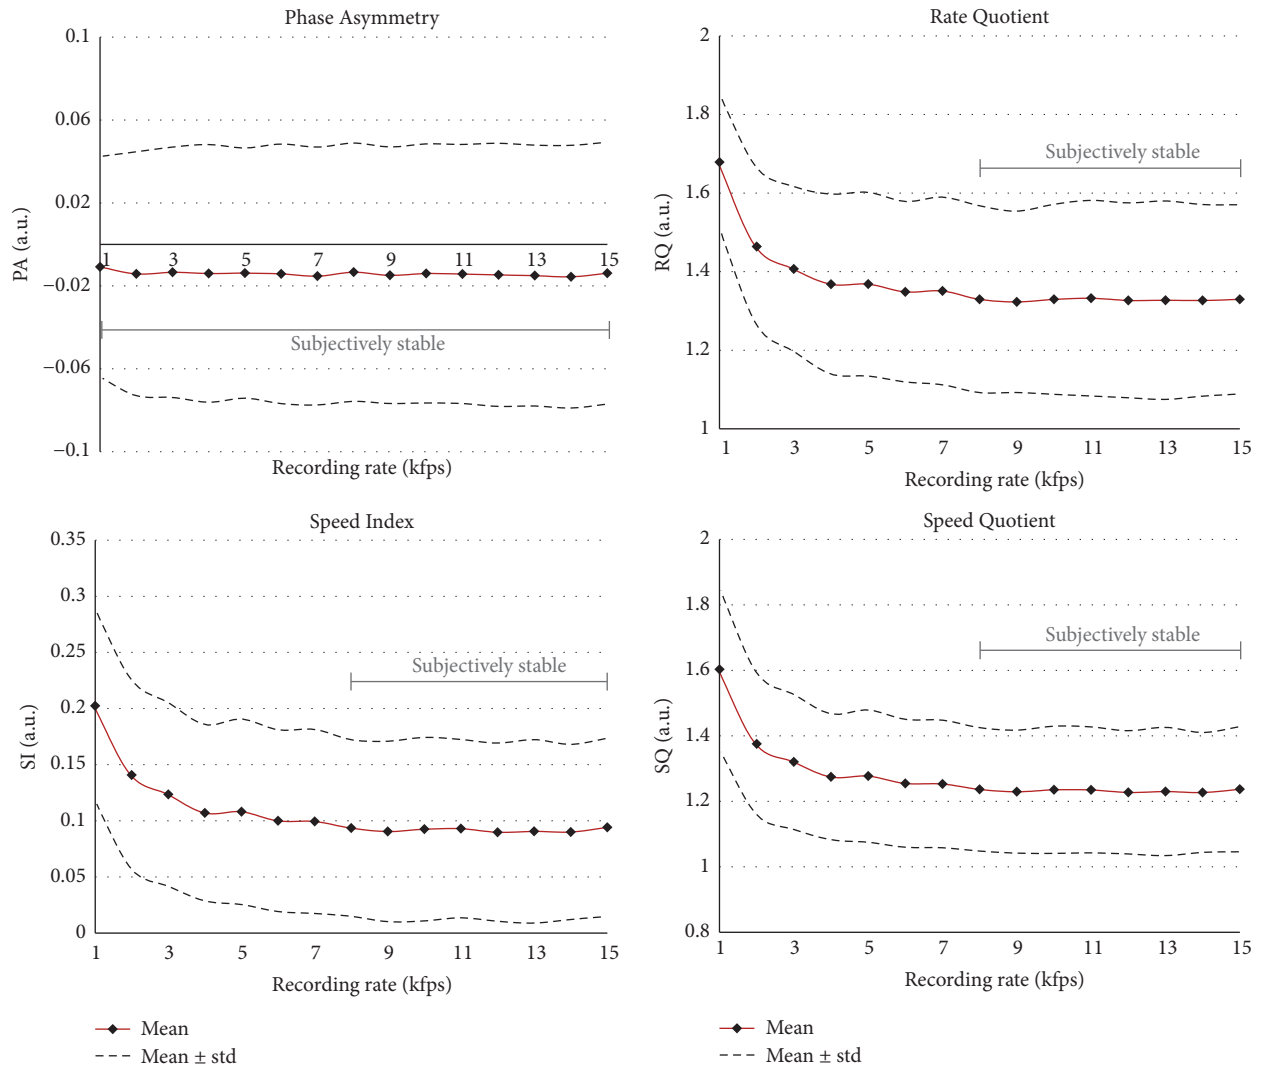 Phase Asymmetry
0.1
0.06
0.02
−0.02
−0.06
−0.1
PA (a.u.)
1 3 5 7 9 11 13 15
Subjectively stable
Recording rate (kfps)
Rate Quotient
2
1.8
1.6
1.4
1.2
1
RQ (a.u.)
Subjectively stable
1 3 5 7 9 11 13 15
Recording rate (kfps)
Speed Index
0.35
0.3
0.25
0.2
0.15
0.1
0.05
0
SI (a.u.)
Subjectively stable
1 3 5 7 9 11 13 15
Recording rate (kfps)
Mean
Mean ± std
Speed Quotient
2
1.8
1.6
1.4
1.2
1
0.8
SQ (a.u.)
Subjectively stable
1 3 5 7 9 11 13 15
Recording rate (kfps)
Mean
Mean ± std